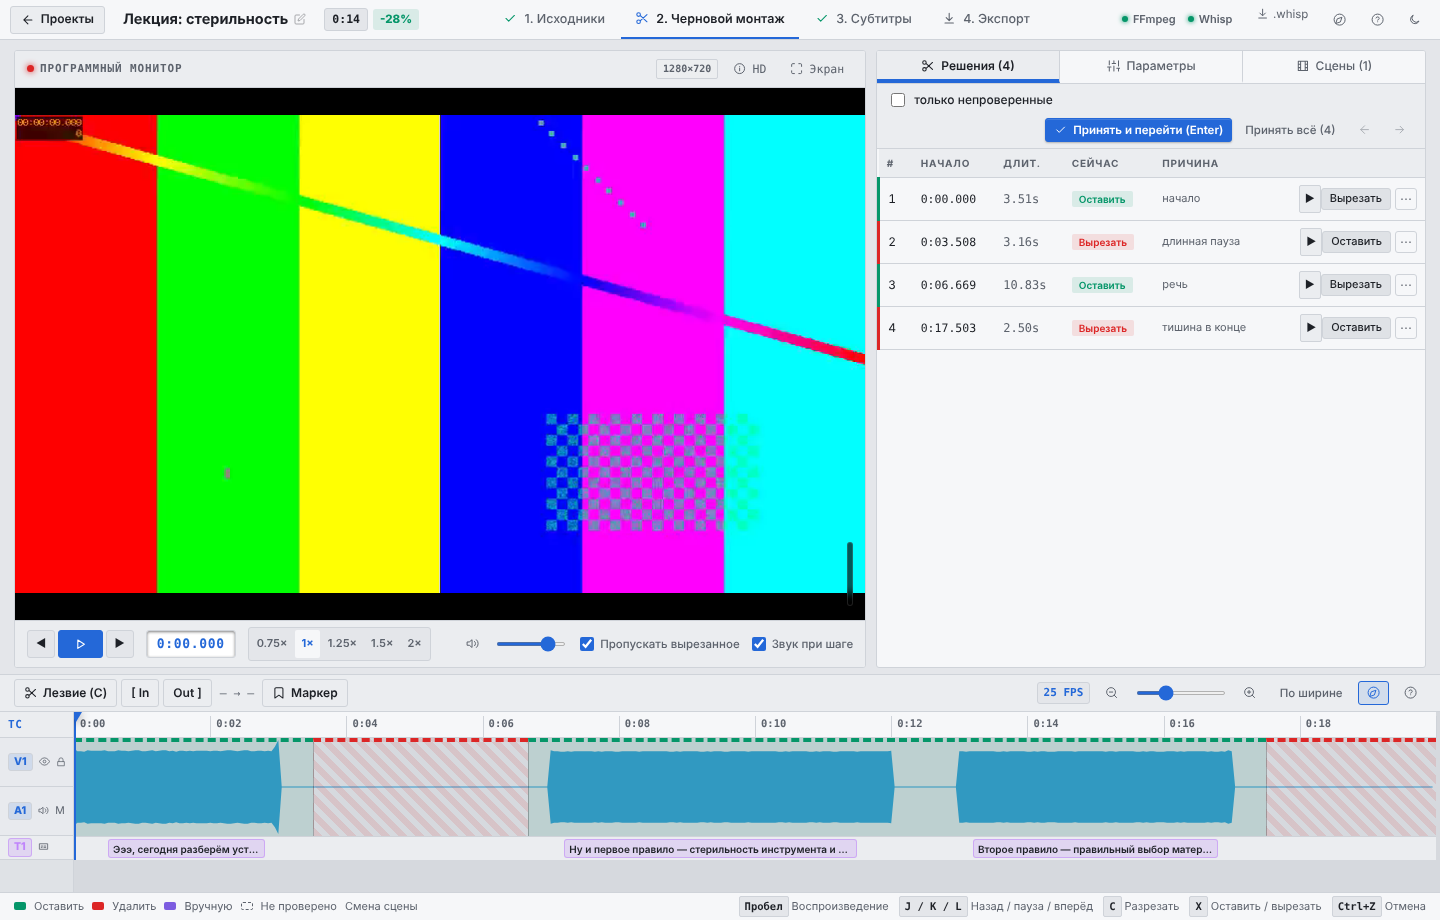 Проекты
Лекция: стерильность
0:14
-28%
1. Исходники
2. Черновой монтаж
3. Субтитры
4. Экспорт
FFmpeg
Whisp
.whisp
ПРОГРАММНЫЙ МОНИТОР
1280×720
HD
Экран
00:00:00.000
0
0:00.000
0.75×
1×
1.25×
1.5×
2×
Пропускать вырезанное
Звук при шаге
Решения (4)
Параметры
Сцены (1)
только непроверенные
Принять и перейти (Enter)
Принять всё (4)
# НАЧАЛО ДЛИТ. СЕЙЧАС ПРИЧИНА
1 0:00.000 3.51s Оставить начало Вырезать
2 0:03.508 3.16s Вырезать длинная пауза Оставить
3 0:06.669 10.83s Оставить речь Вырезать
4 0:17.503 2.50s Вырезать тишина в конце Оставить
Лезвие (C)
[ In
Out ]
— → —
Маркер
25 FPS
По ширине
TC 0:00 0:02 0:04 0:06 0:08 0:10 0:12 0:14 0:16 0:18
V1
A1 M
T1
Эээ, сегодня разберём уст...
Ну и первое правило — стерильность инструмента и ...
Второе правило — правильный выбор матер...
Оставить
Удалить
Вручную
Не проверено
Смена сцены
Пробел Воспроизведение
J / K / L Назад / пауза / вперёд
C Разрезать
X Оставить / вырезать
Ctrl+Z Отмена